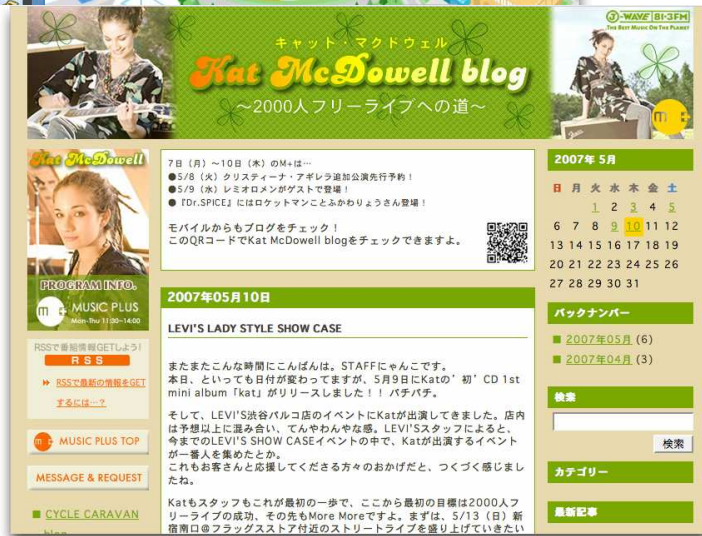 キャット マクドウェル
Kat McDowell blog
〜2000人フリーライブへの道〜
J-WAVE 81.3FM
THE BEST MUSIC ON THE PLANET
m+
Kat McDowell
PROGRAM INFO.
m+ MUSIC PLUS
Mon-Thu 11:30-14:00
RSSで番組情報GETしよう!
RSS
RSSで最新の情報をGET
するには…?
m+ MUSIC PLUS TOP
MESSAGE & REQUEST
CYCLE CARAVAN
blog
7日（月）〜10日（木）のM+は…
●5/8（火）クリスティーナ・アギレラ追加公演先行予約！
●5/9（水）レミオロメンがゲストで登場！
●『Dr.SPICE』にはロケットマンことふかわりょうさん登場！
モバイルからもブログをチェック！
このQRコードでKat McDowell blogをチェックできますよ。
2007年05月10日
LEVI'S LADY STYLE SHOW CASE
またまたこんな時間にこんばんは。STAFFにゃんこです。
本日、といっても日付が変わってますが、5月9日にKatの’初’CD 1st
mini album「kat」がリリースしました！！ パチパチ。
そして、LEVI'S渋谷パルコ店のイベントにKatが出演してきました。店内
は予想以上に混み合い、てんやわんやな感。LEVI'Sスタッフによると、
今までのLEVI'S SHOW CASEイベントの中で、Katが出演するイベント
が一番人を集めたとか。
これもお客さんと応援してくださる方々のおかげだと、つくづく感じまし
たね。
Katもスタッフもこれが最初の一歩で、ここから最初の目標は2000人フ
リーライブの成功、その先もMore Moreですよ。まずは、5/13（日）新
宿南口@フラッグスストア付近のストリートライブを盛り上げていきたい
2007年 5月
日 月 火 水 木 金 土
1 2 3 4 5
6 7 8 9 10 11 12
13 14 15 16 17 18 19
20 21 22 23 24 25 26
27 28 29 30 31
バックナンバー
2007年05月 (6)
2007年04月 (3)
検索
検索
カテゴリー
最新記事